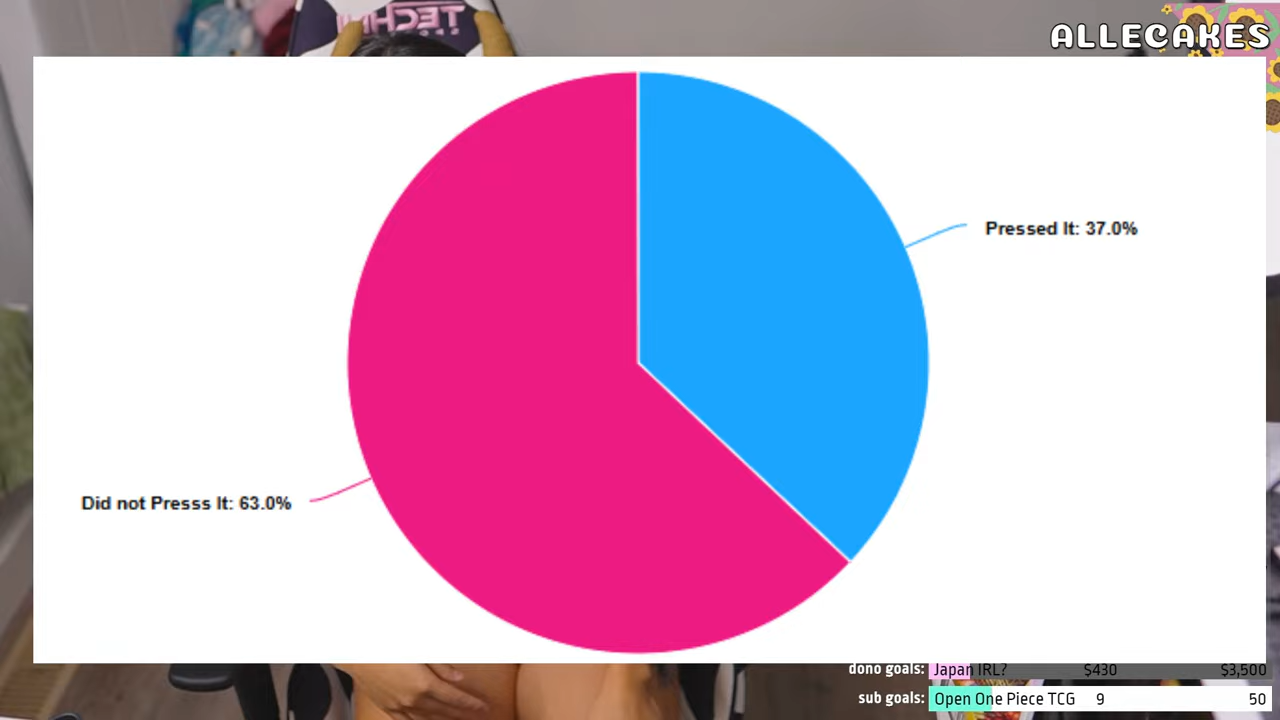 ALLECAKES
Pressed It: 37.0%
Did not Presss It: 63.0%
dono goals: Japan IRL? $430 $3,500
sub goals: Open One Piece TCG 9 50